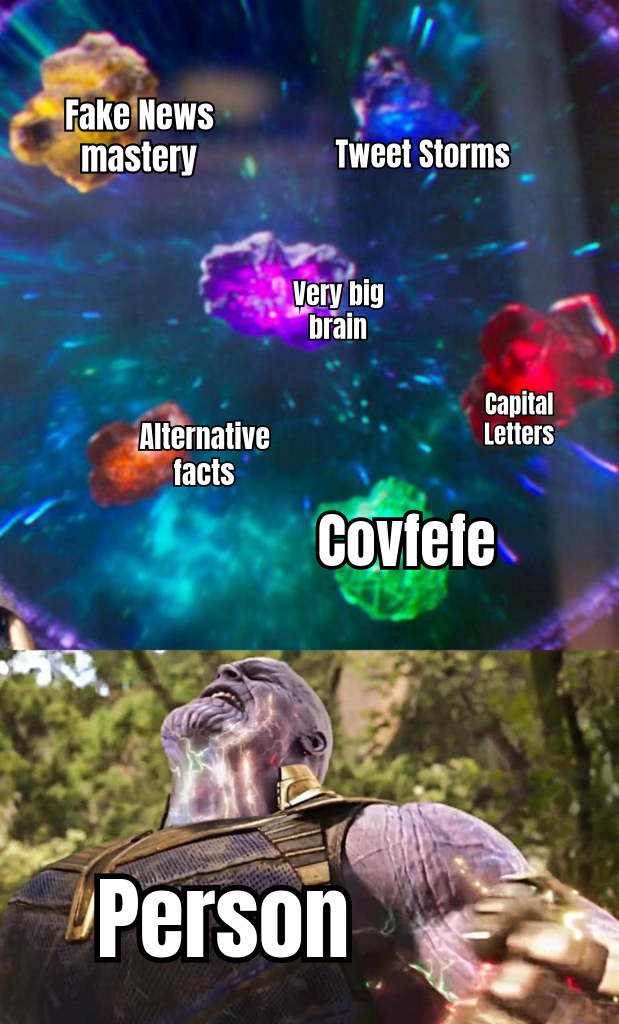 Fake News
mastery
Tweet Storms
Very big
brain
Capital
Letters
Alternative
facts
Covfefe
Person